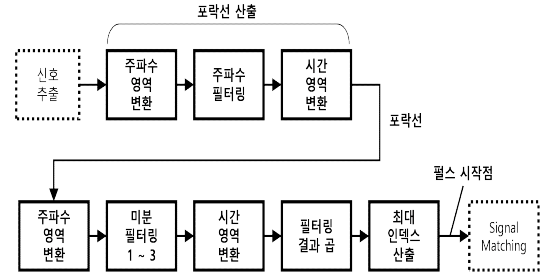 포락선 산출
신호
추출
주파수
영역
변환
주파수
필터링
시간
영역
변환
포락선
펄스 시작점
주파수
영역
변환
미분
필터링
1 ~ 3
시간
영역
변환
필터링
결과 곱
최대
인덱스
산출
Signal
Matching